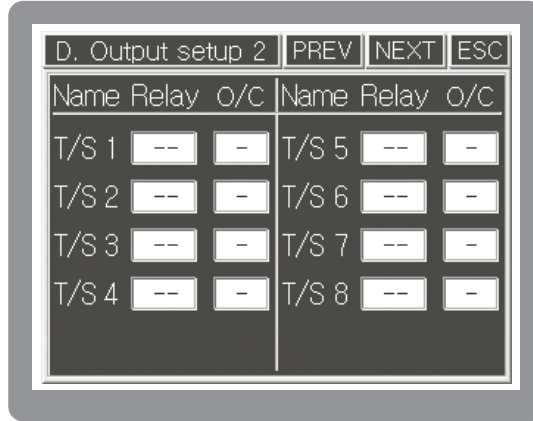 D. Output setup 2 PREV NEXT ESC
Name Relay O/C Name Relay O/C
T/S 1 -- - T/S 5 -- -
T/S 2 -- - T/S 6 -- -
T/S 3 -- - T/S 7 -- -
T/S 4 -- - T/S 8 -- -